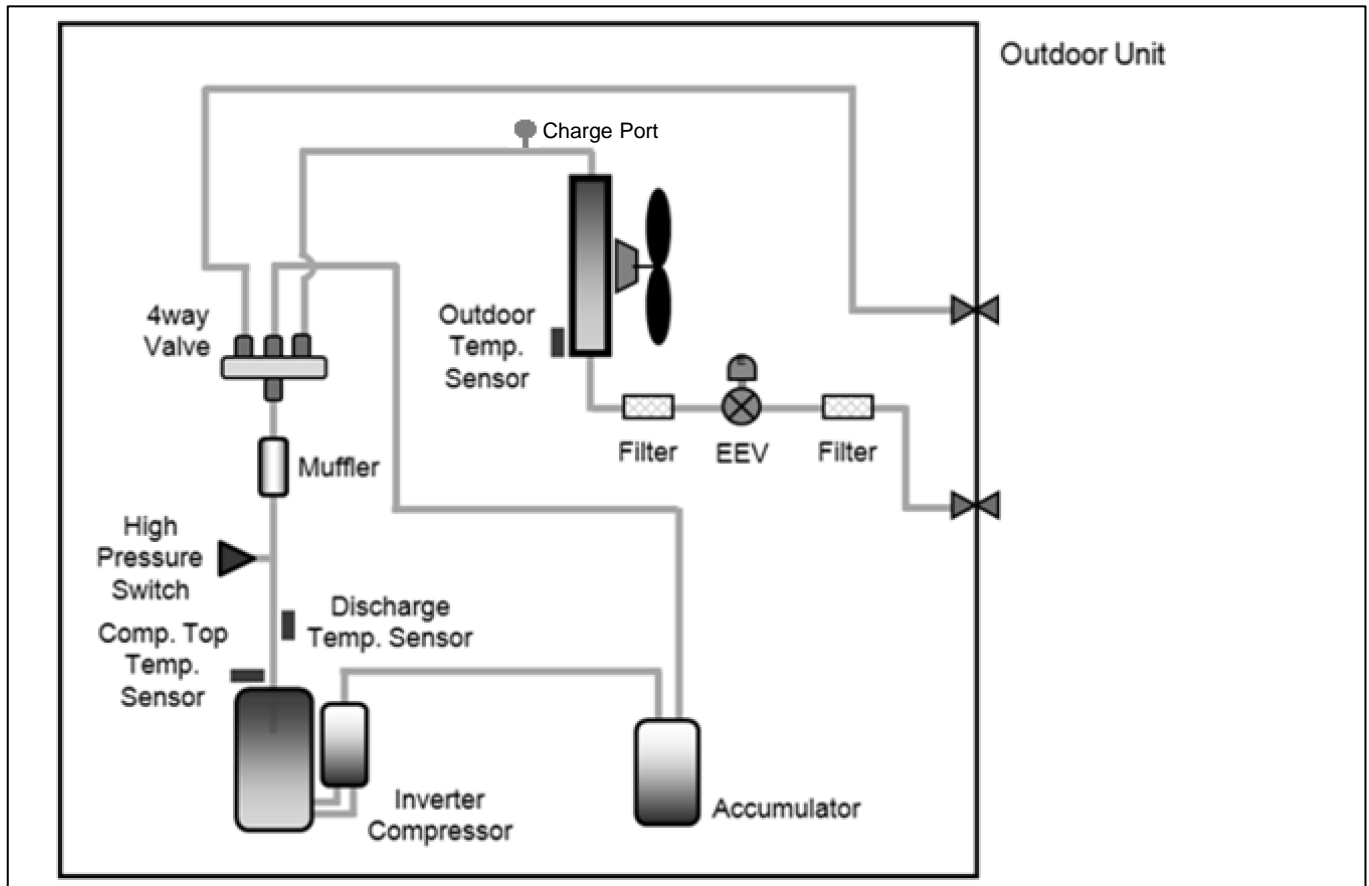 Outdoor Unit
Charge Port
4way
Valve
Outdoor
Temp.
Sensor
Filter
EEV
Filter
Muffler
High
Pressure
Switch
Discharge
Temp. Sensor
Comp. Top
Temp.
Sensor
Inverter
Compressor
Accumulator